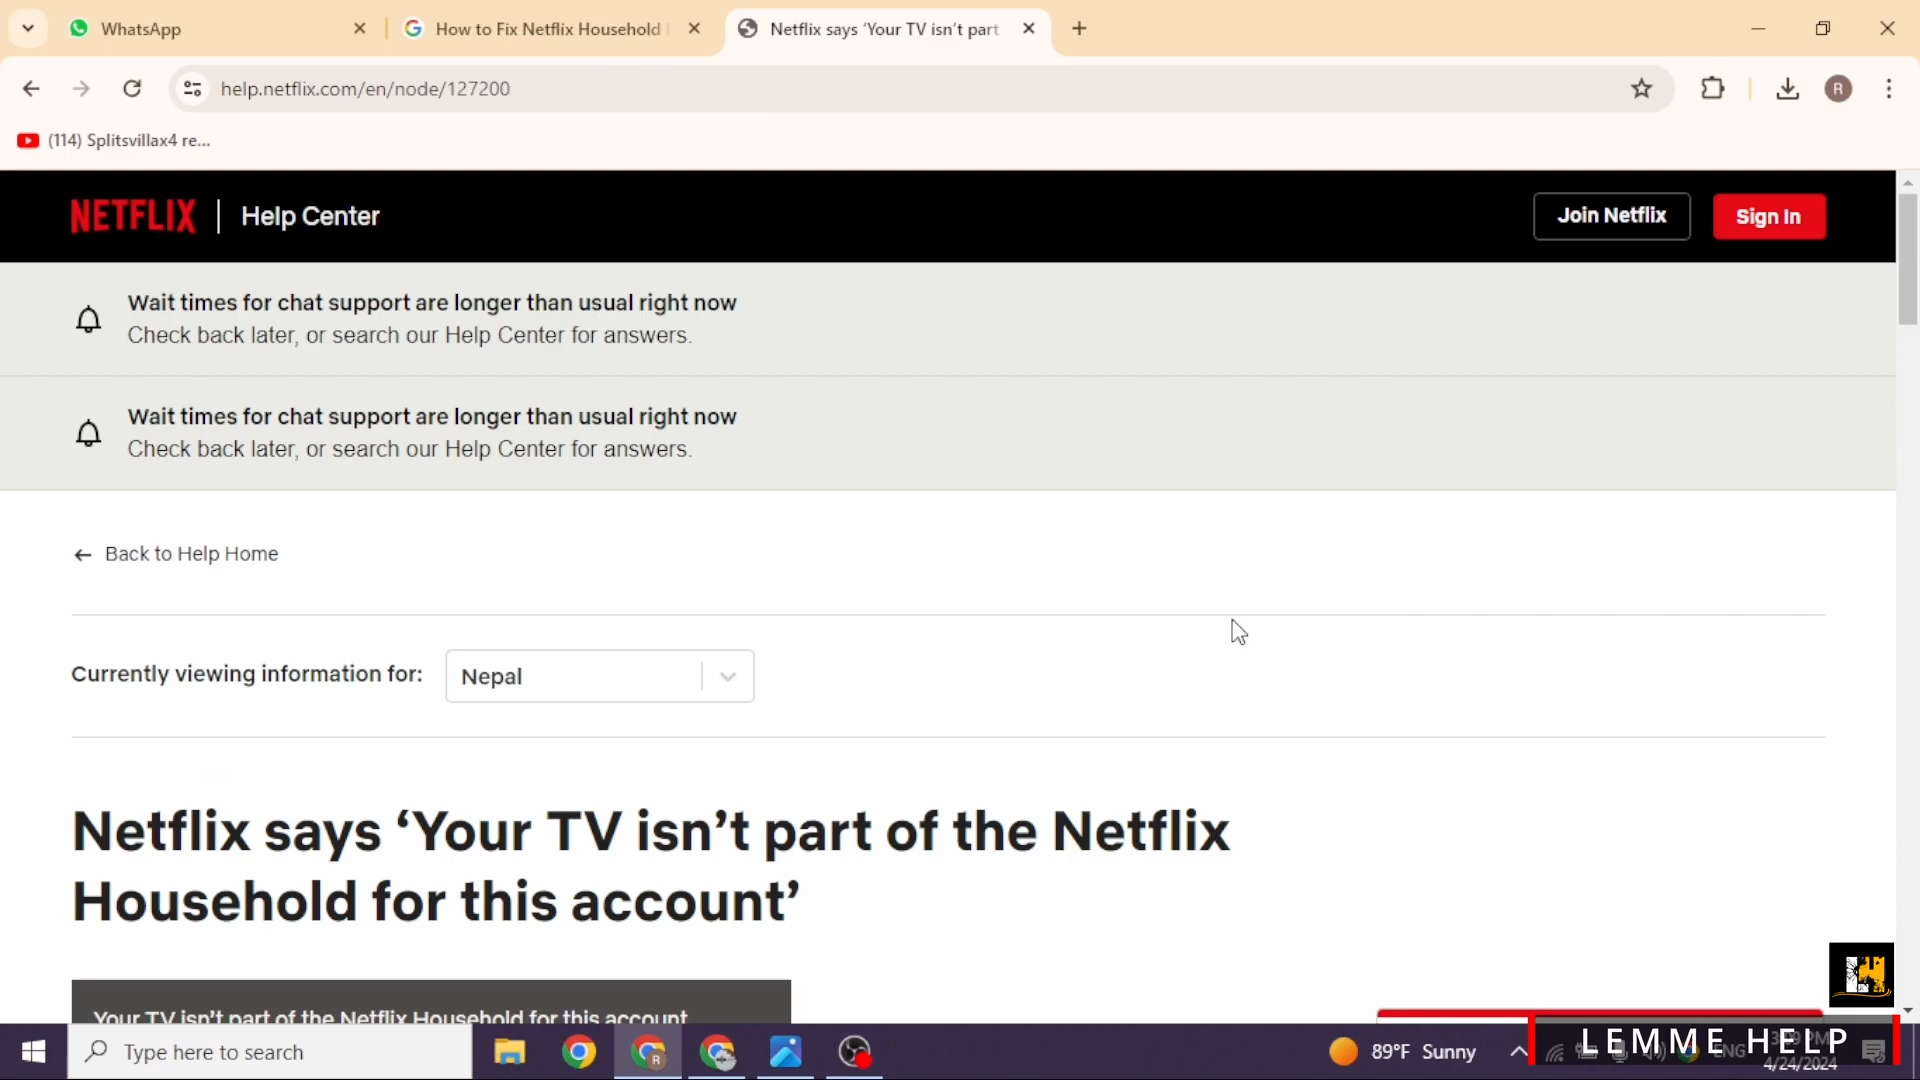 WhatsApp
How to Fix Netflix Household
Netflix says ‘Your TV isn’t part
help.netflix.com/en/node/127200
R
(114) Splitsvillax4 re...
NETFLIX | Help Center
Join Netflix
Sign In
Wait times for chat support are longer than usual right now
Check back later, or search our Help Center for answers.
Wait times for chat support are longer than usual right now
Check back later, or search our Help Center for answers.
Back to Help Home
Currently viewing information for:
Nepal
Netflix says ‘Your TV isn’t part of the Netflix
Household for this account’
Your TV isn’t part of the Netflix Household for this account
Type here to search
R
89°F Sunny
LEMME HELP
ENG
4/24/2024